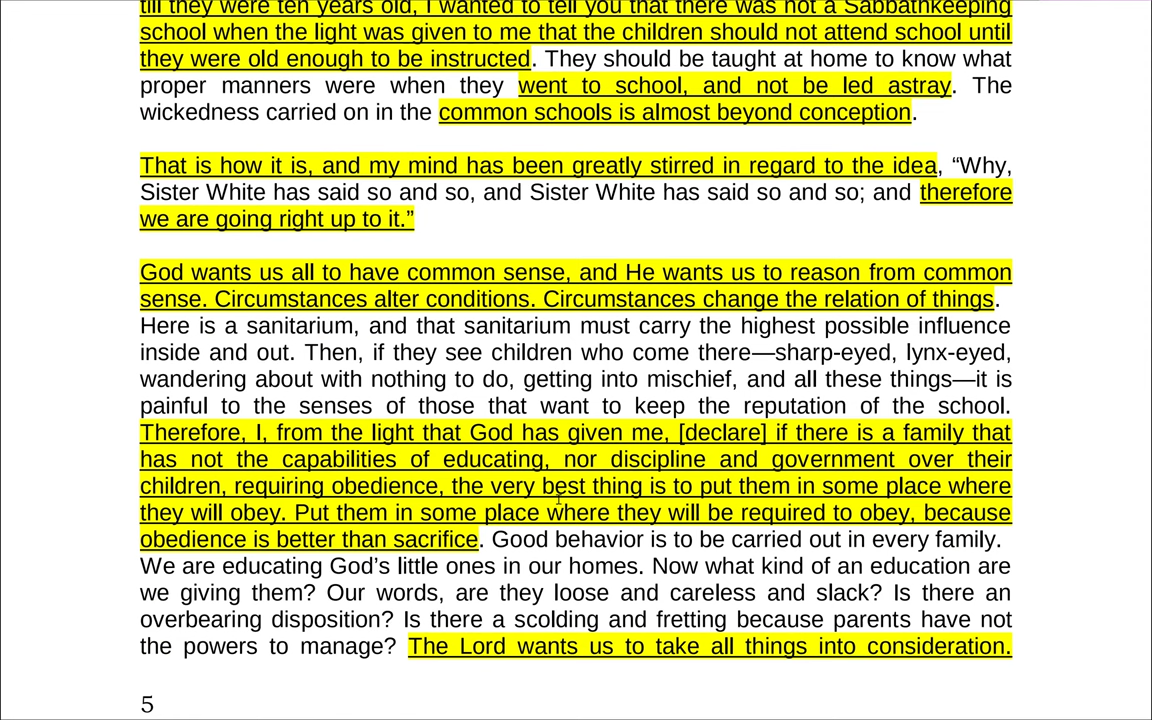 till they were ten years old, I wanted to tell you that there was not a Sabbathkeeping
school when the light was given to me that the children should not attend school until
they were old enough to be instructed. They should be taught at home to know what
proper manners were when they went to school, and not be led astray. The
wickedness carried on in the common schools is almost beyond conception.
That is how it is, and my mind has been greatly stirred in regard to the idea, “Why,
Sister White has said so and so, and Sister White has said so and so; and therefore
we are going right up to it.”
God wants us all to have common sense, and He wants us to reason from common
sense. Circumstances alter conditions. Circumstances change the relation of things.
Here is a sanitarium, and that sanitarium must carry the highest possible influence
inside and out. Then, if they see children who come there—sharp-eyed, lynx-eyed,
wandering about with nothing to do, getting into mischief, and all these things—it is
painful to the senses of those that want to keep the reputation of the school.
Therefore, I, from the light that God has given me, [declare] if there is a family that
has not the capabilities of educating, nor discipline and government over their
children, requiring obedience, the very best thing is to put them in some place where
they will obey. Put them in some place where they will be required to obey, because
obedience is better than sacrifice. Good behavior is to be carried out in every family.
We are educating God’s little ones in our homes. Now what kind of an education are
we giving them? Our words, are they loose and careless and slack? Is there an
overbearing disposition? Is there a scolding and fretting because parents have not
the powers to manage? The Lord wants us to take all things into consideration.
5